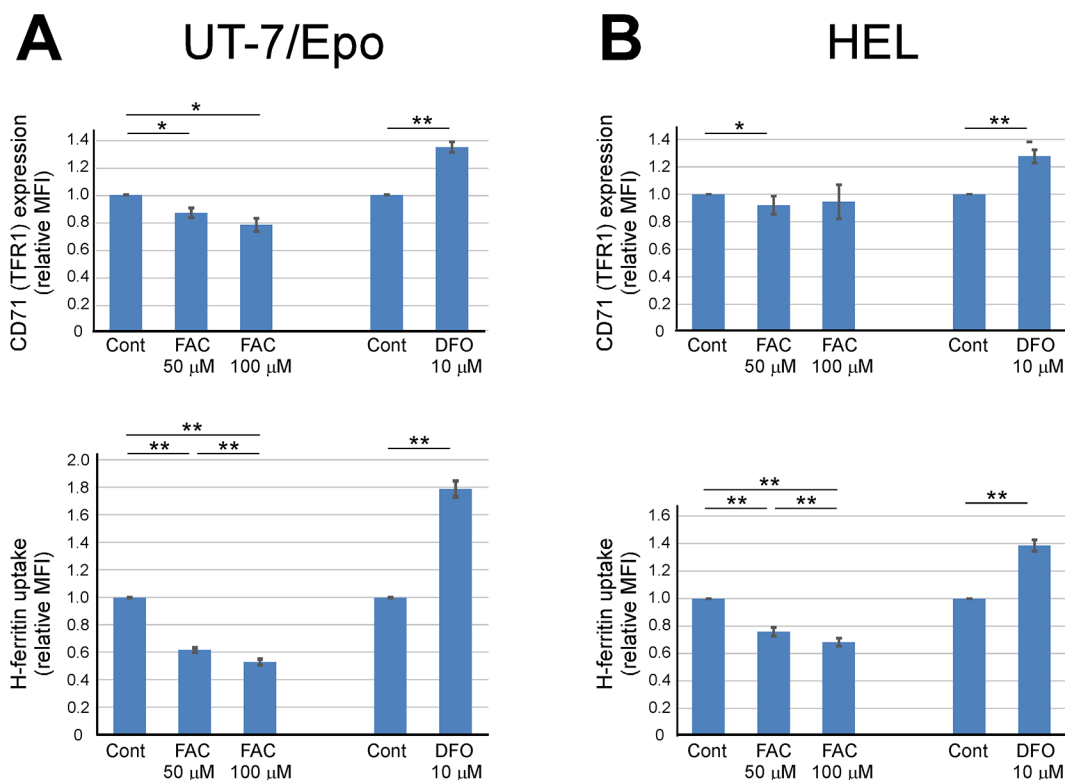 A
UT-7/Epo
B
HEL
*
*
**
CD71 (TFR1) expression
(relative MFI)
1.4
1.2
1.0
0.8
0.6
0.4
0.2
0
Cont
FAC
50 μM
FAC
100 μM
Cont
DFO
10 μM
*
**
CD71 (TFR1) expression
(relative MFI)
1.4
1.2
1.0
0.8
0.6
0.4
0.2
0
Cont
FAC
50 μM
FAC
100 μM
Cont
DFO
10 μM
**
**
**
**
H-ferritin uptake
(relative MFI)
2.0
1.8
1.6
1.4
1.2
1.0
0.8
0.6
0.4
0.2
0
Cont
FAC
50 μM
FAC
100 μM
Cont
DFO
10 μM
**
**
**
**
H-ferritin uptake
(relative MFI)
1.6
1.4
1.2
1.0
0.8
0.6
0.4
0.2
0
Cont
FAC
50 μM
FAC
100 μM
Cont
DFO
10 μM